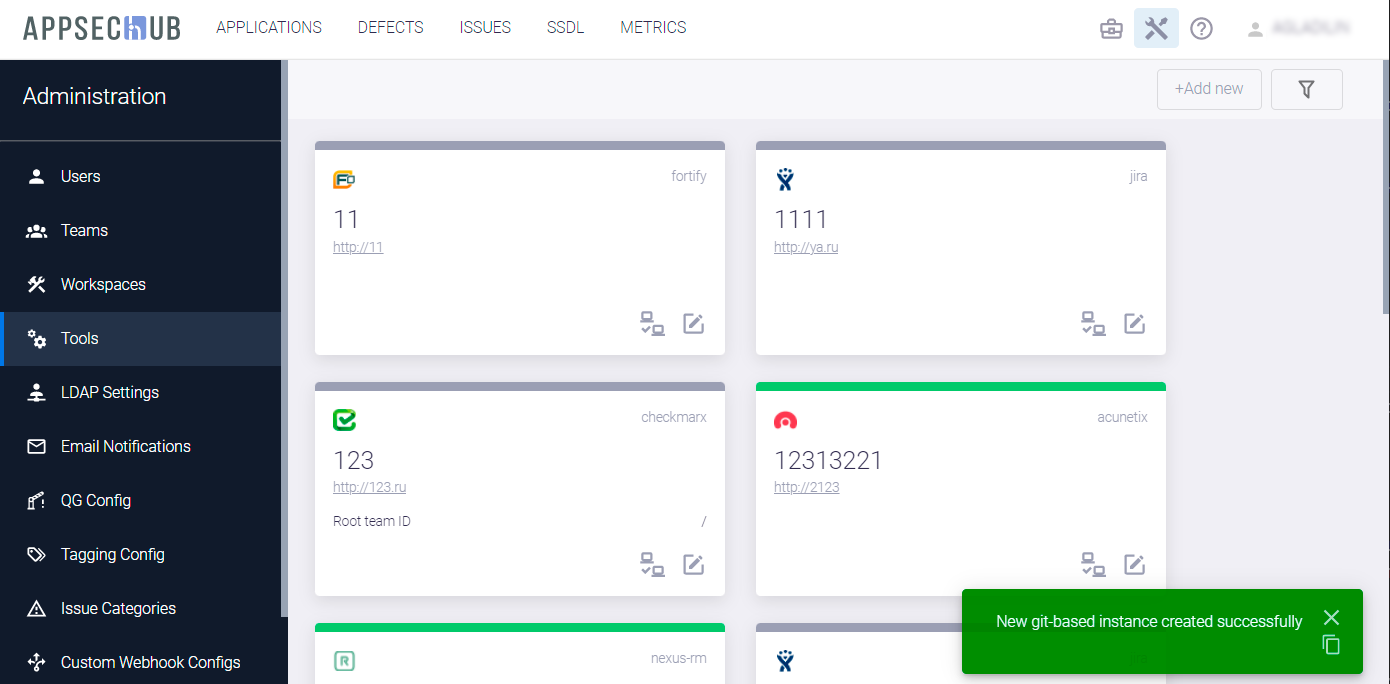 APPSECHUB
APPLICATIONS
DEFECTS
ISSUES
SSDL
METRICS
Administration
Users
Teams
Workspaces
Tools
LDAP Settings
Email Notifications
QG Config
Tagging Config
Issue Categories
Custom Webhook Configs
+Add new
fortify
11
http://11
jira
1111
http://ya.ru
checkmarx
123
http://123.ru
Root team ID /
acunetix
12313221
http://2123
nexus-rm
New git-based instance created successfully